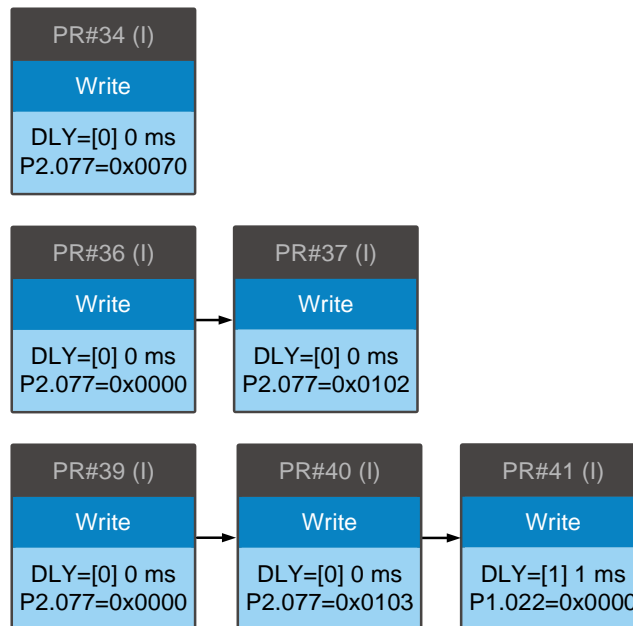 PR#34 (I)
Write
DLY=[0] 0 ms
P2.077=0x0070
PR#36 (I)
Write
DLY=[0] 0 ms
P2.077=0x0000
PR#37 (I)
Write
DLY=[0] 0 ms
P2.077=0x0102
PR#39 (I)
Write
DLY=[0] 0 ms
P2.077=0x0000
PR#40 (I)
Write
DLY=[0] 0 ms
P2.077=0x0103
PR#41 (I)
Write
DLY=[1] 1 ms
P1.022=0x0000